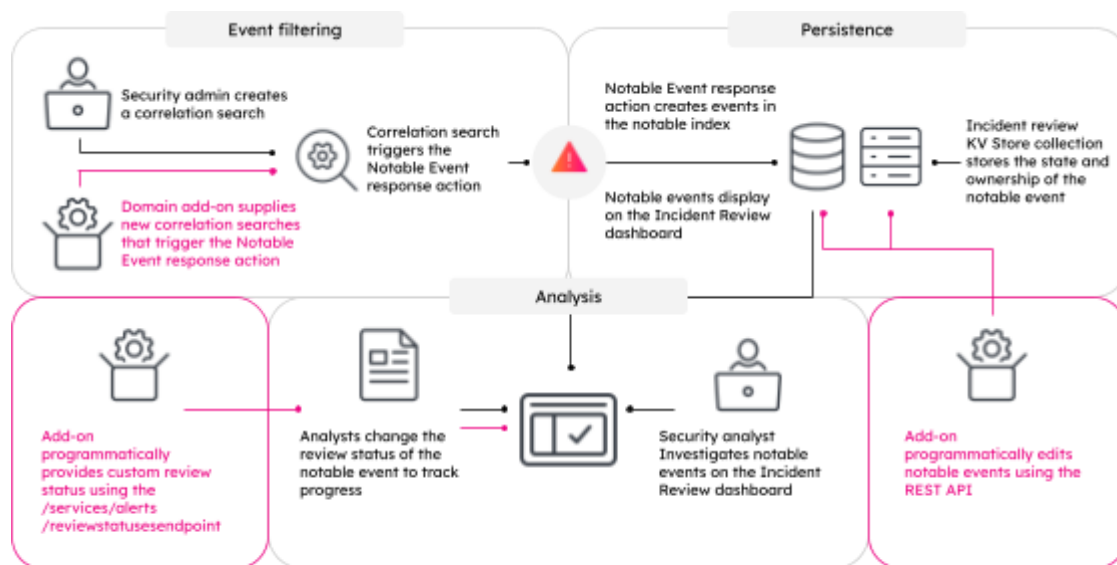 Event filtering
Persistence
Security admin creates
a correlation search
Correlation search
triggers the
Notable Event
response action
Domain add-on supplies
new correlation searches
that trigger the Notable
Event response action
Notable Event response
action creates events in
the notable index
Notable events display
on the Incident Review
dashboard
Incident review
KV Store collection
stores the state and
ownership of the
notable event
Analysis
Add-on
programmatically
provides custom review
status using the
/services/alerts
/reviewstatusesendpoint
Analysts change the
review status of the
notable event to track
progress
Security analyst
Investigates notable
events on the Incident
Review dashboard
Add-on
programmatically edits
notable events using the
REST API